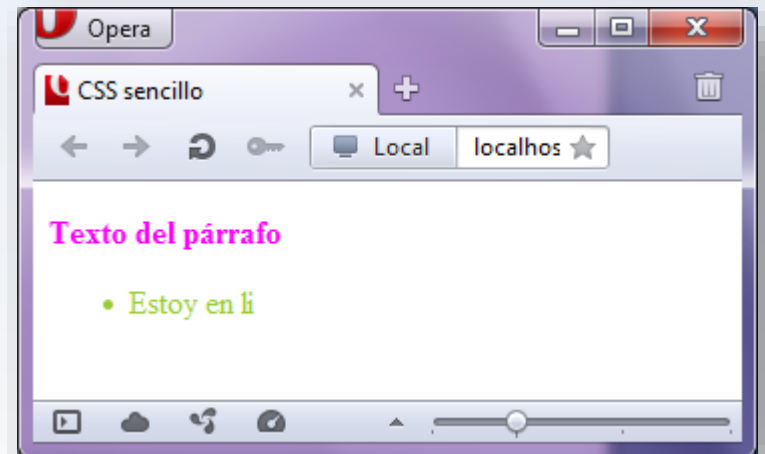 Opera
CSS sencillo
Local localhos
Texto del párrafo
• Estoy en li